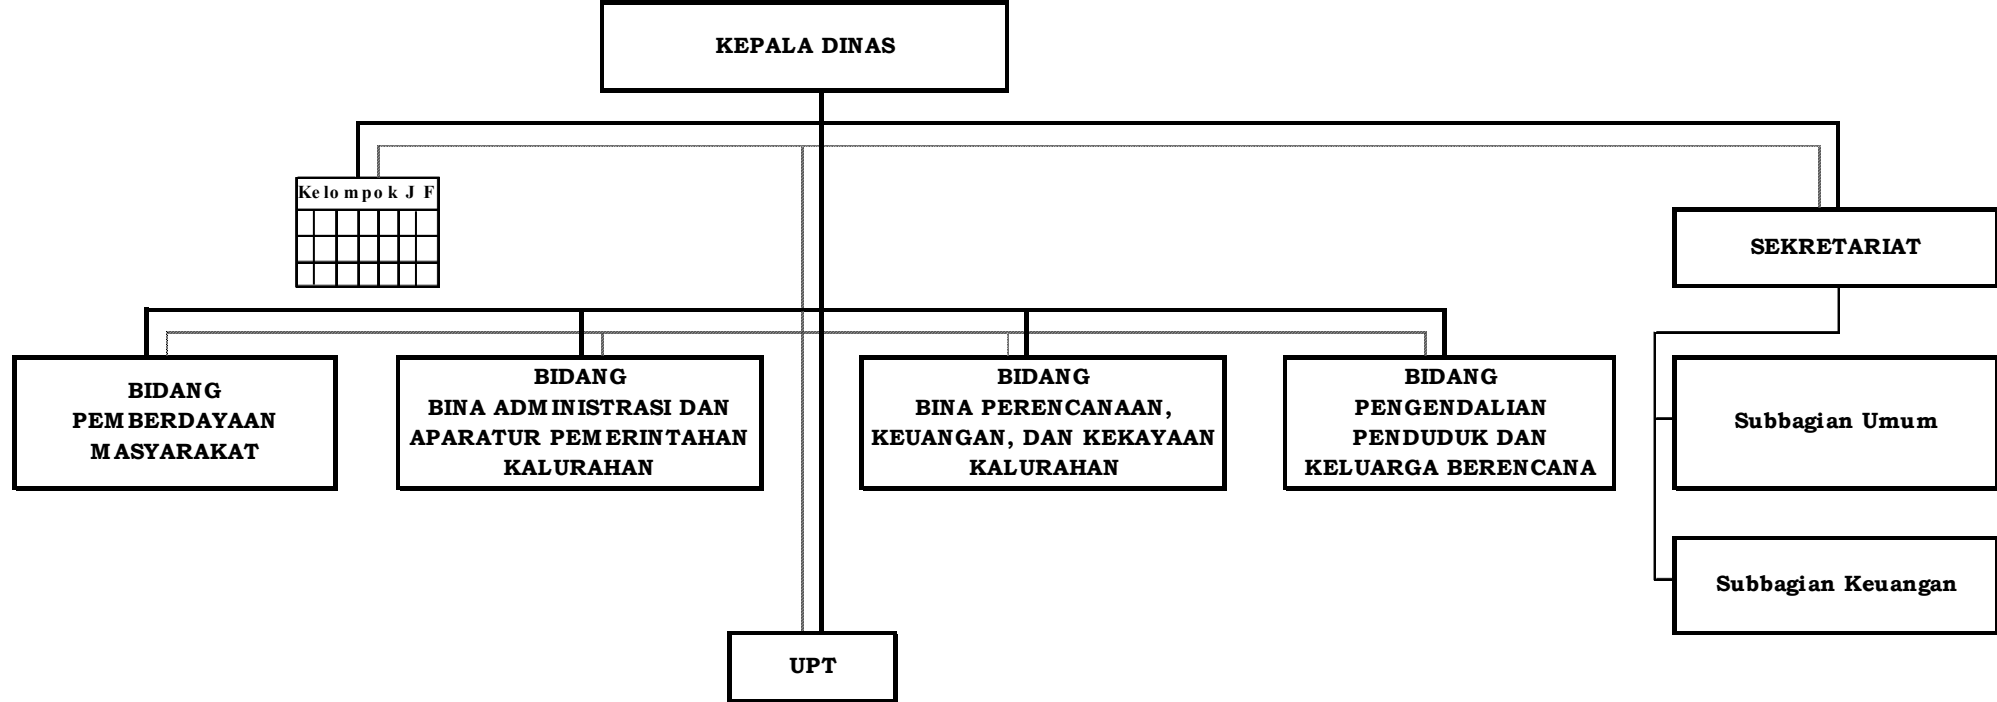 KEPALA DINAS
Kelompok J F
SEKRETARIAT
BIDANG
PEMBERDAYAAN
MASYARAKAT
BIDANG
BINA ADMINISTRASI DAN
APARATUR PEMERINTAHAN
KALURAHAN
BIDANG
BINA PERENCANAAN,
KEUANGAN, DAN KEKAYAAN
KALURAHAN
BIDANG
PENGENDALIAN
PENDUDUK DAN
KELUARGA BERENCANA
Subbagian Umum
Subbagian Keuangan
UPT